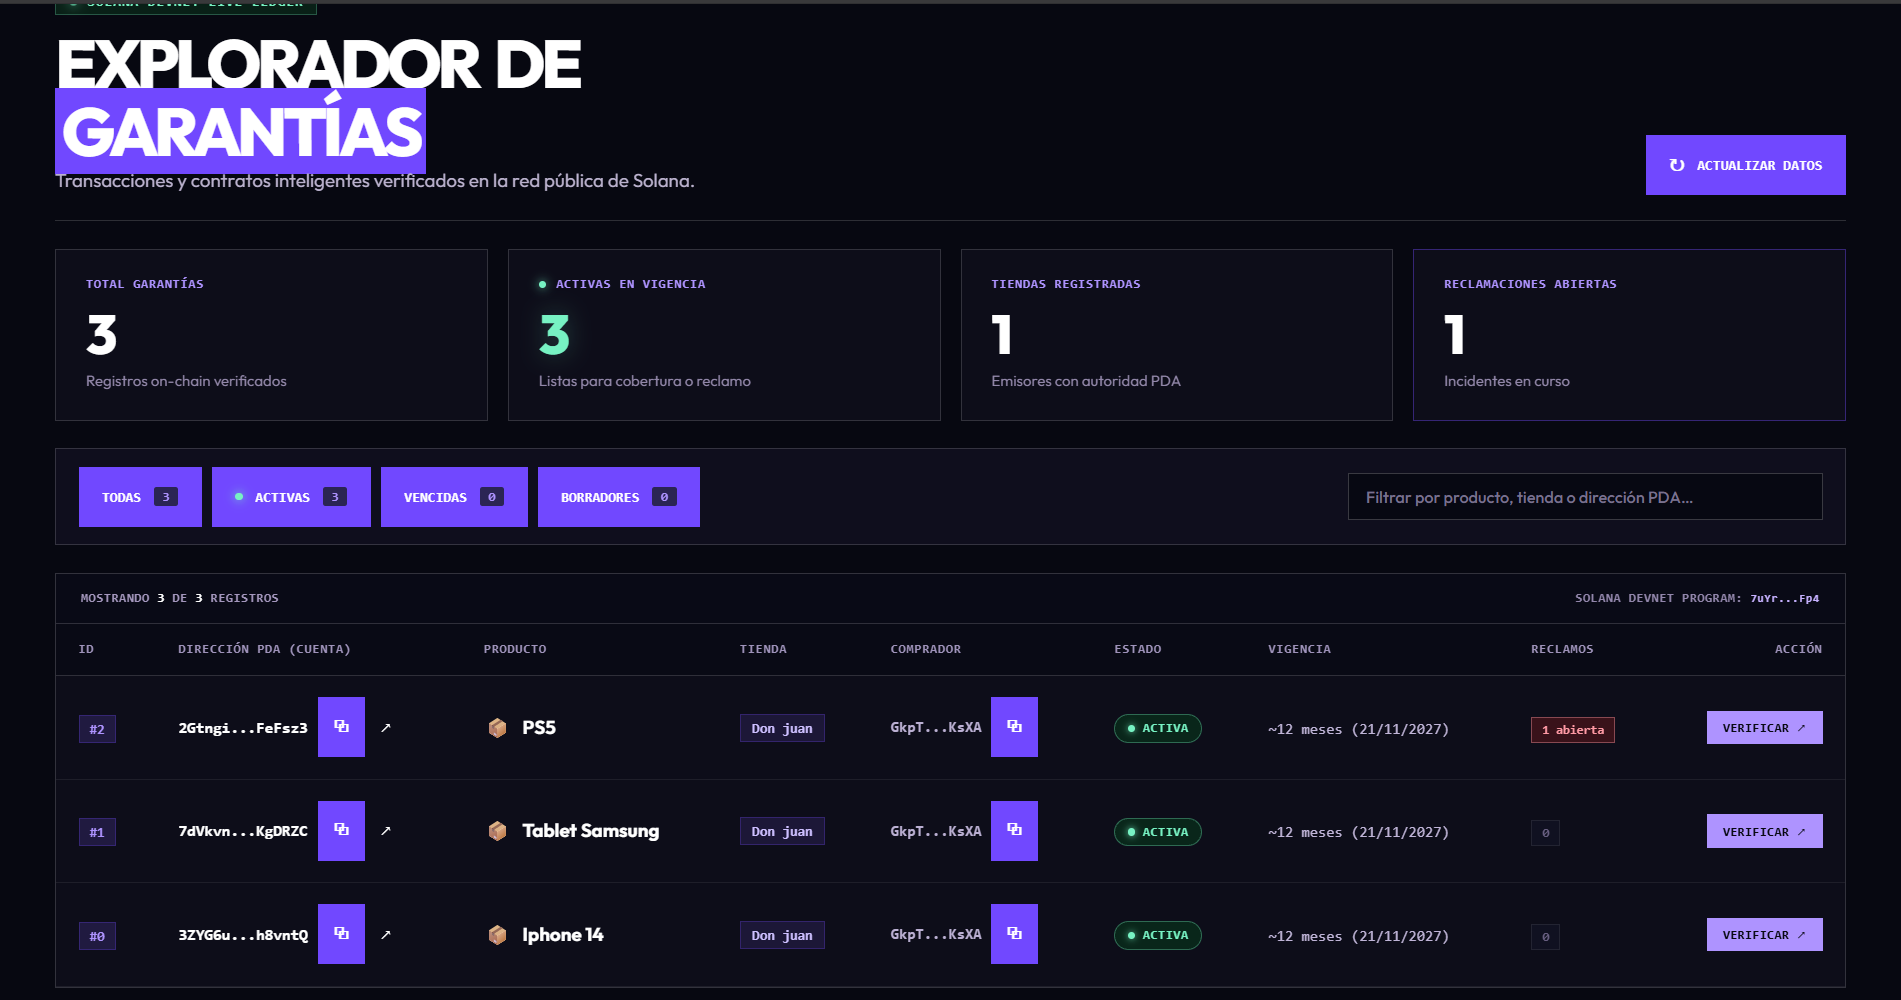 SOLANA DEVNET LIVE LEDGER
EXPLORADOR DE
GARANTÍAS
Transacciones y contratos inteligentes verificados en la red pública de Solana.
↻ ACTUALIZAR DATOS
TOTAL GARANTÍAS
3
Registros on-chain verificados
ACTIVAS EN VIGENCIA
3
Listas para cobertura o reclamo
TIENDAS REGISTRADAS
1
Emisores con autoridad PDA
RECLAMACIONES ABIERTAS
1
Incidentes en curso
TODAS 3
ACTIVAS 3
VENCIDAS 0
BORRADORES 0
Filtrar por producto, tienda o dirección PDA...
MOSTRANDO 3 DE 3 REGISTROS
SOLANA DEVNET PROGRAM: 7uYr...Fp4
ID DIRECCIÓN PDA (CUENTA) PRODUCTO TIENDA COMPRADOR ESTADO VIGENCIA RECLAMOS ACCIÓN
#2 2Gtngi...FeFsz3 ↗ PS5 Don juan GkpT...KsXA ACTIVA ~12 meses (21/11/2027) 1 abierta VERIFICAR ↗
#1 7dVkvn...KgDRZC ↗ Tablet Samsung Don juan GkpT...KsXA ACTIVA ~12 meses (21/11/2027) 0 VERIFICAR ↗
#0 3ZYG6u...h8vntQ ↗ Iphone 14 Don juan GkpT...KsXA ACTIVA ~12 meses (21/11/2027) 0 VERIFICAR ↗